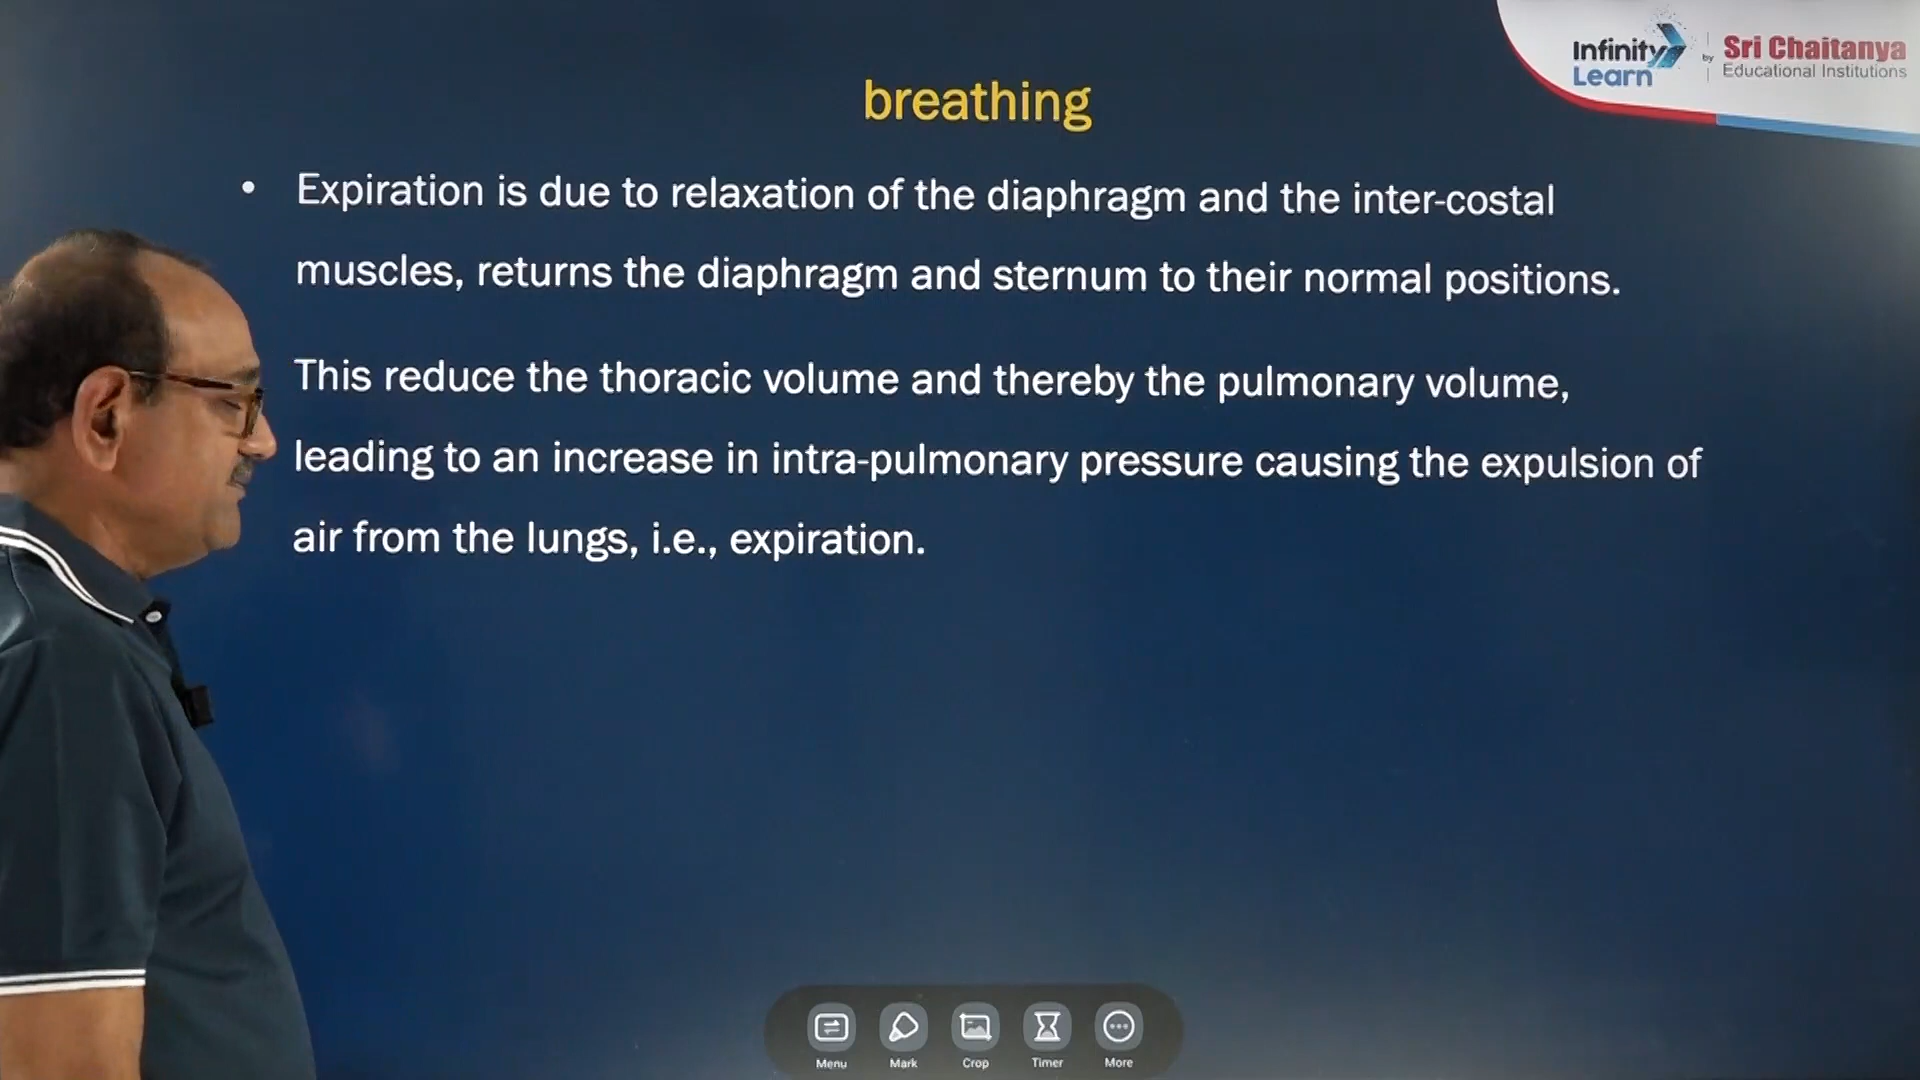 Infinity Learn by Sri Chaitanya Educational Institutions
breathing
• Expiration is due to relaxation of the diaphragm and the inter-costal
muscles, returns the diaphragm and sternum to their normal positions.
This reduce the thoracic volume and thereby the pulmonary volume,
leading to an increase in intra-pulmonary pressure causing the expulsion of
air from the lungs, i.e., expiration.
Menu Mark Crop Timer More